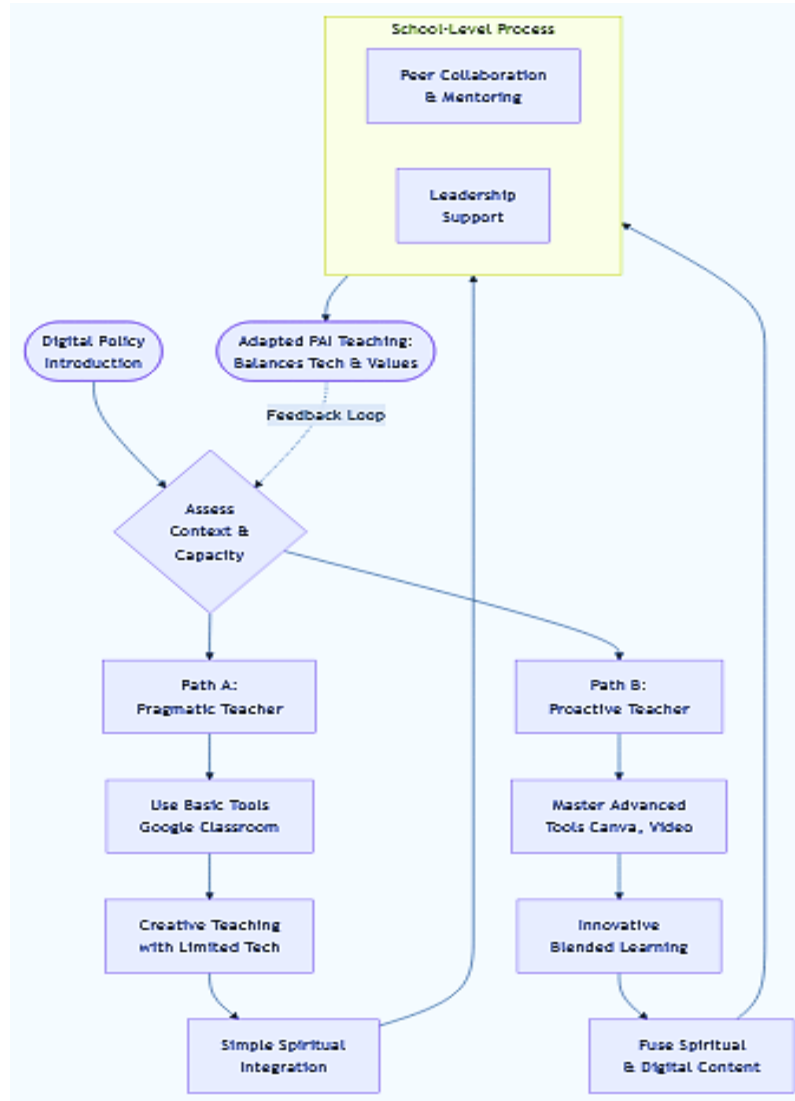 School-Level Process
Peer Collaboration
& Mentoring
Leadership
Support
Digital Policy
Introduction
Adapted PAI Teaching:
Balances Tech & Values
Feedback Loop
Assess
Context &
Capacity
Path A:
Pragmatic Teacher
Path B:
Proactive Teacher
Use Basic Tools
Google Classroom
Master Advanced
Tools Canva, Video
Creative Teaching
with Limited Tech
Innovative
Blended Learning
Simple Spiritual
Integration
Fuse Spiritual
& Digital Content